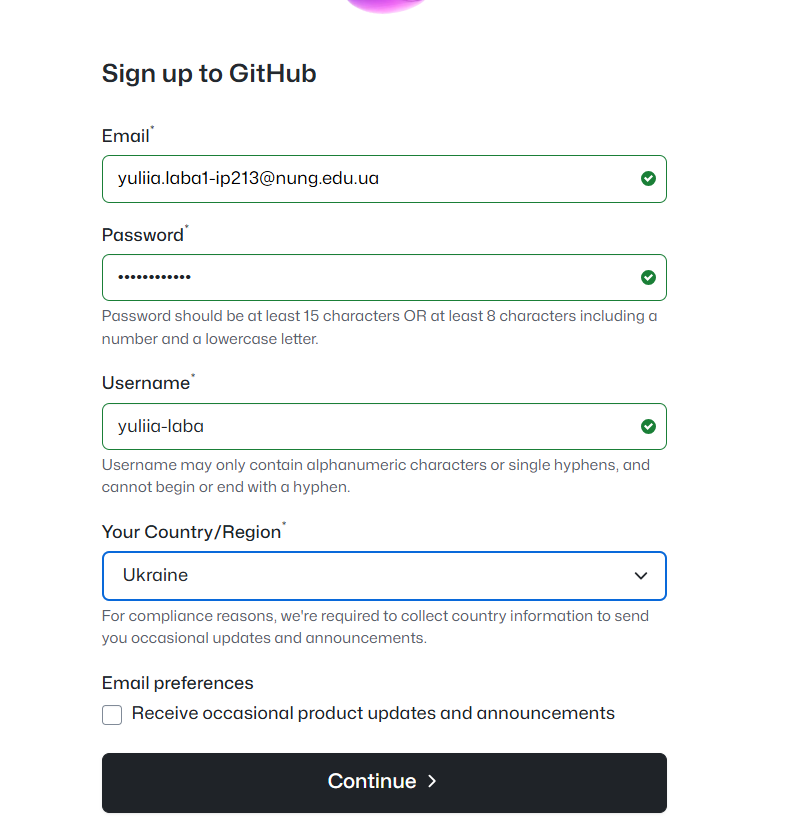 Sign up to GitHub
Email*
yuliia.laba1-ip213@nung.edu.ua
Password*
••••••••••••
Password should be at least 15 characters OR at least 8 characters including a
number and a lowercase letter.
Username*
yuliia-laba
Username may only contain alphanumeric characters or single hyphens, and
cannot begin or end with a hyphen.
Your Country/Region*
Ukraine
For compliance reasons, we're required to collect country information to send
you occasional updates and announcements.
Email preferences
Receive occasional product updates and announcements
Continue